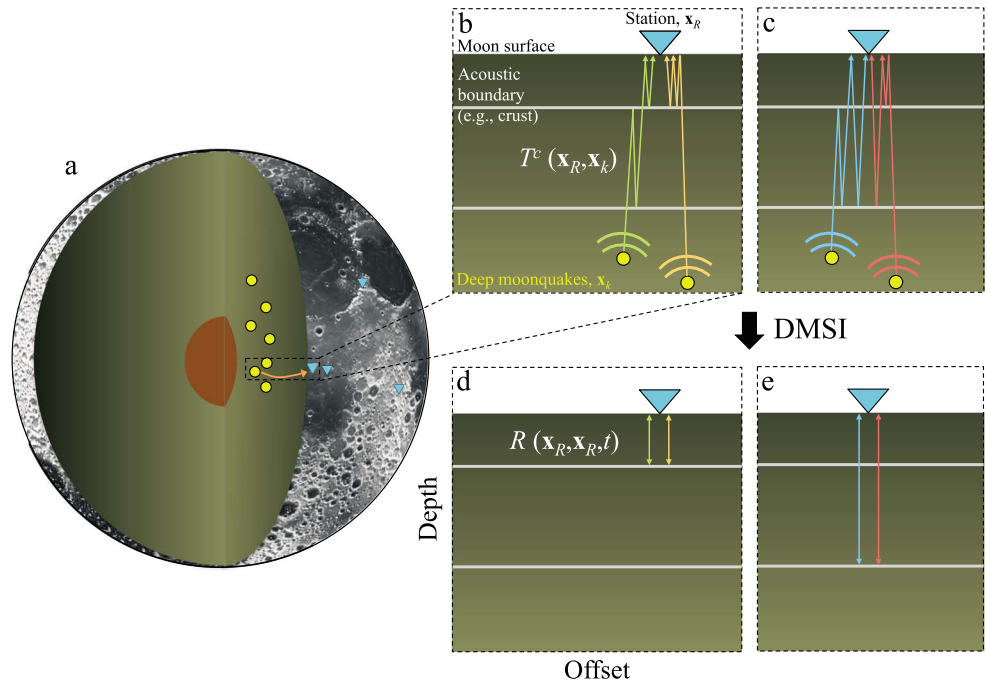 a
b
Station, x_R
Moon surface
Acoustic
boundary
(e.g., crust)
T^c (x_R,x_k)
Deep moonquakes, x_k
c
DMSI
d
R (x_R,x_R,t)
e
Depth
Offset